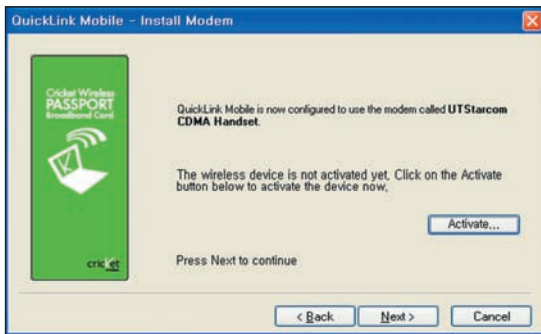 QuickLink Mobile - Install Modem
Cricket Wireless
PASSPORT
Broadband Card
QuickLink Mobile is now configured to use the modem called UTStarcom
CDMA Handset.
The wireless device is not activated yet, Click on the Activate
button below to activate the device now,
Activate,,,
cricket
Press Next to continue
< Back
Next >
Cancel